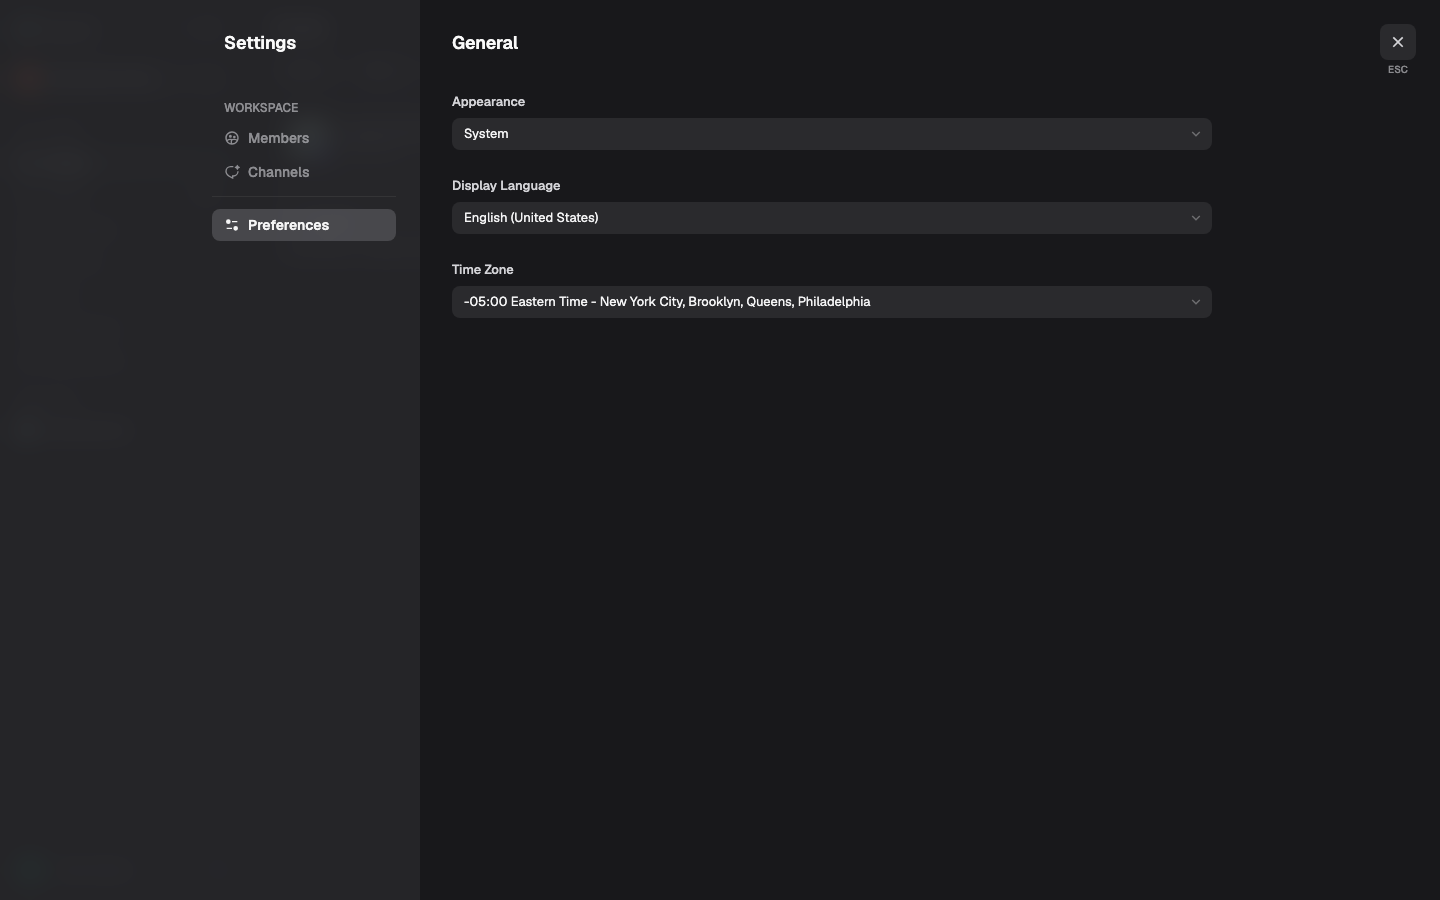 Settings
WORKSPACE
Members
Channels
Preferences
General
ESC
Appearance
System
Display Language
English (United States)
Time Zone
-05:00 Eastern Time - New York City, Brooklyn, Queens, Philadelphia